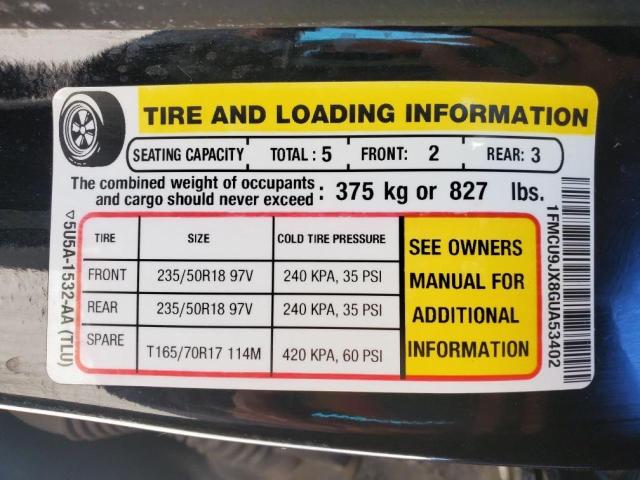 TIRE AND LOADING INFORMATION
SEATING CAPACITY TOTAL : 5 FRONT: 2 REAR: 3
The combined weight of occupants
and cargo should never exceed : 375 kg or 827 lbs.
TIRE SIZE COLD TIRE PRESSURE
FRONT 235/50R18 97V 240 KPA, 35 PSI
REAR 235/50R18 97V 240 KPA, 35 PSI
SPARE T165/70R17 114M 420 KPA, 60 PSI
SEE OWNERS
MANUAL FOR
ADDITIONAL
INFORMATION
5U5A-1532-AA (TLU)
1FMCU9JX8GUA53402